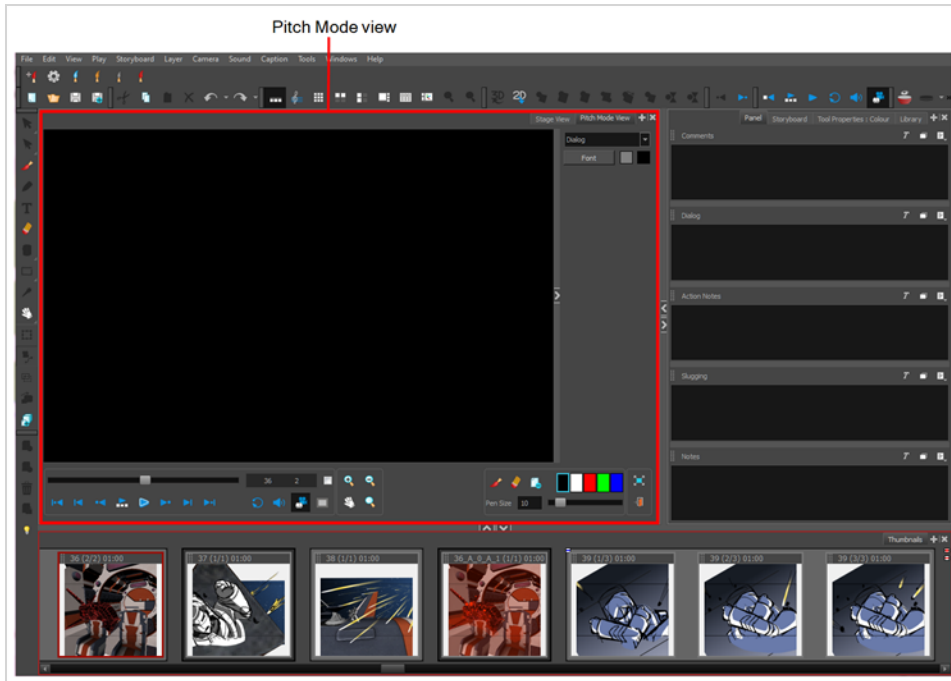 Pitch Mode view
File Edit View Play Storyboard Layer Camera Sound Caption Tools Windows Help
3D 2D
Stage View Pitch Mode View
Panel Storyboard Tool Properties : Colour Library
Dialog
Font
Comments
Dialog
Action Notes
Slugging
Notes
36 2
Pen Size 10
Thumbnails
36 (2/2) 01:00
37 (1/1) 01:00
38 (1/1) 01:00
36_A_0_A_1 (1/1) 01:00
39 (1/3) 01:00
39 (2/3) 01:00
39 (3/3) 01:00